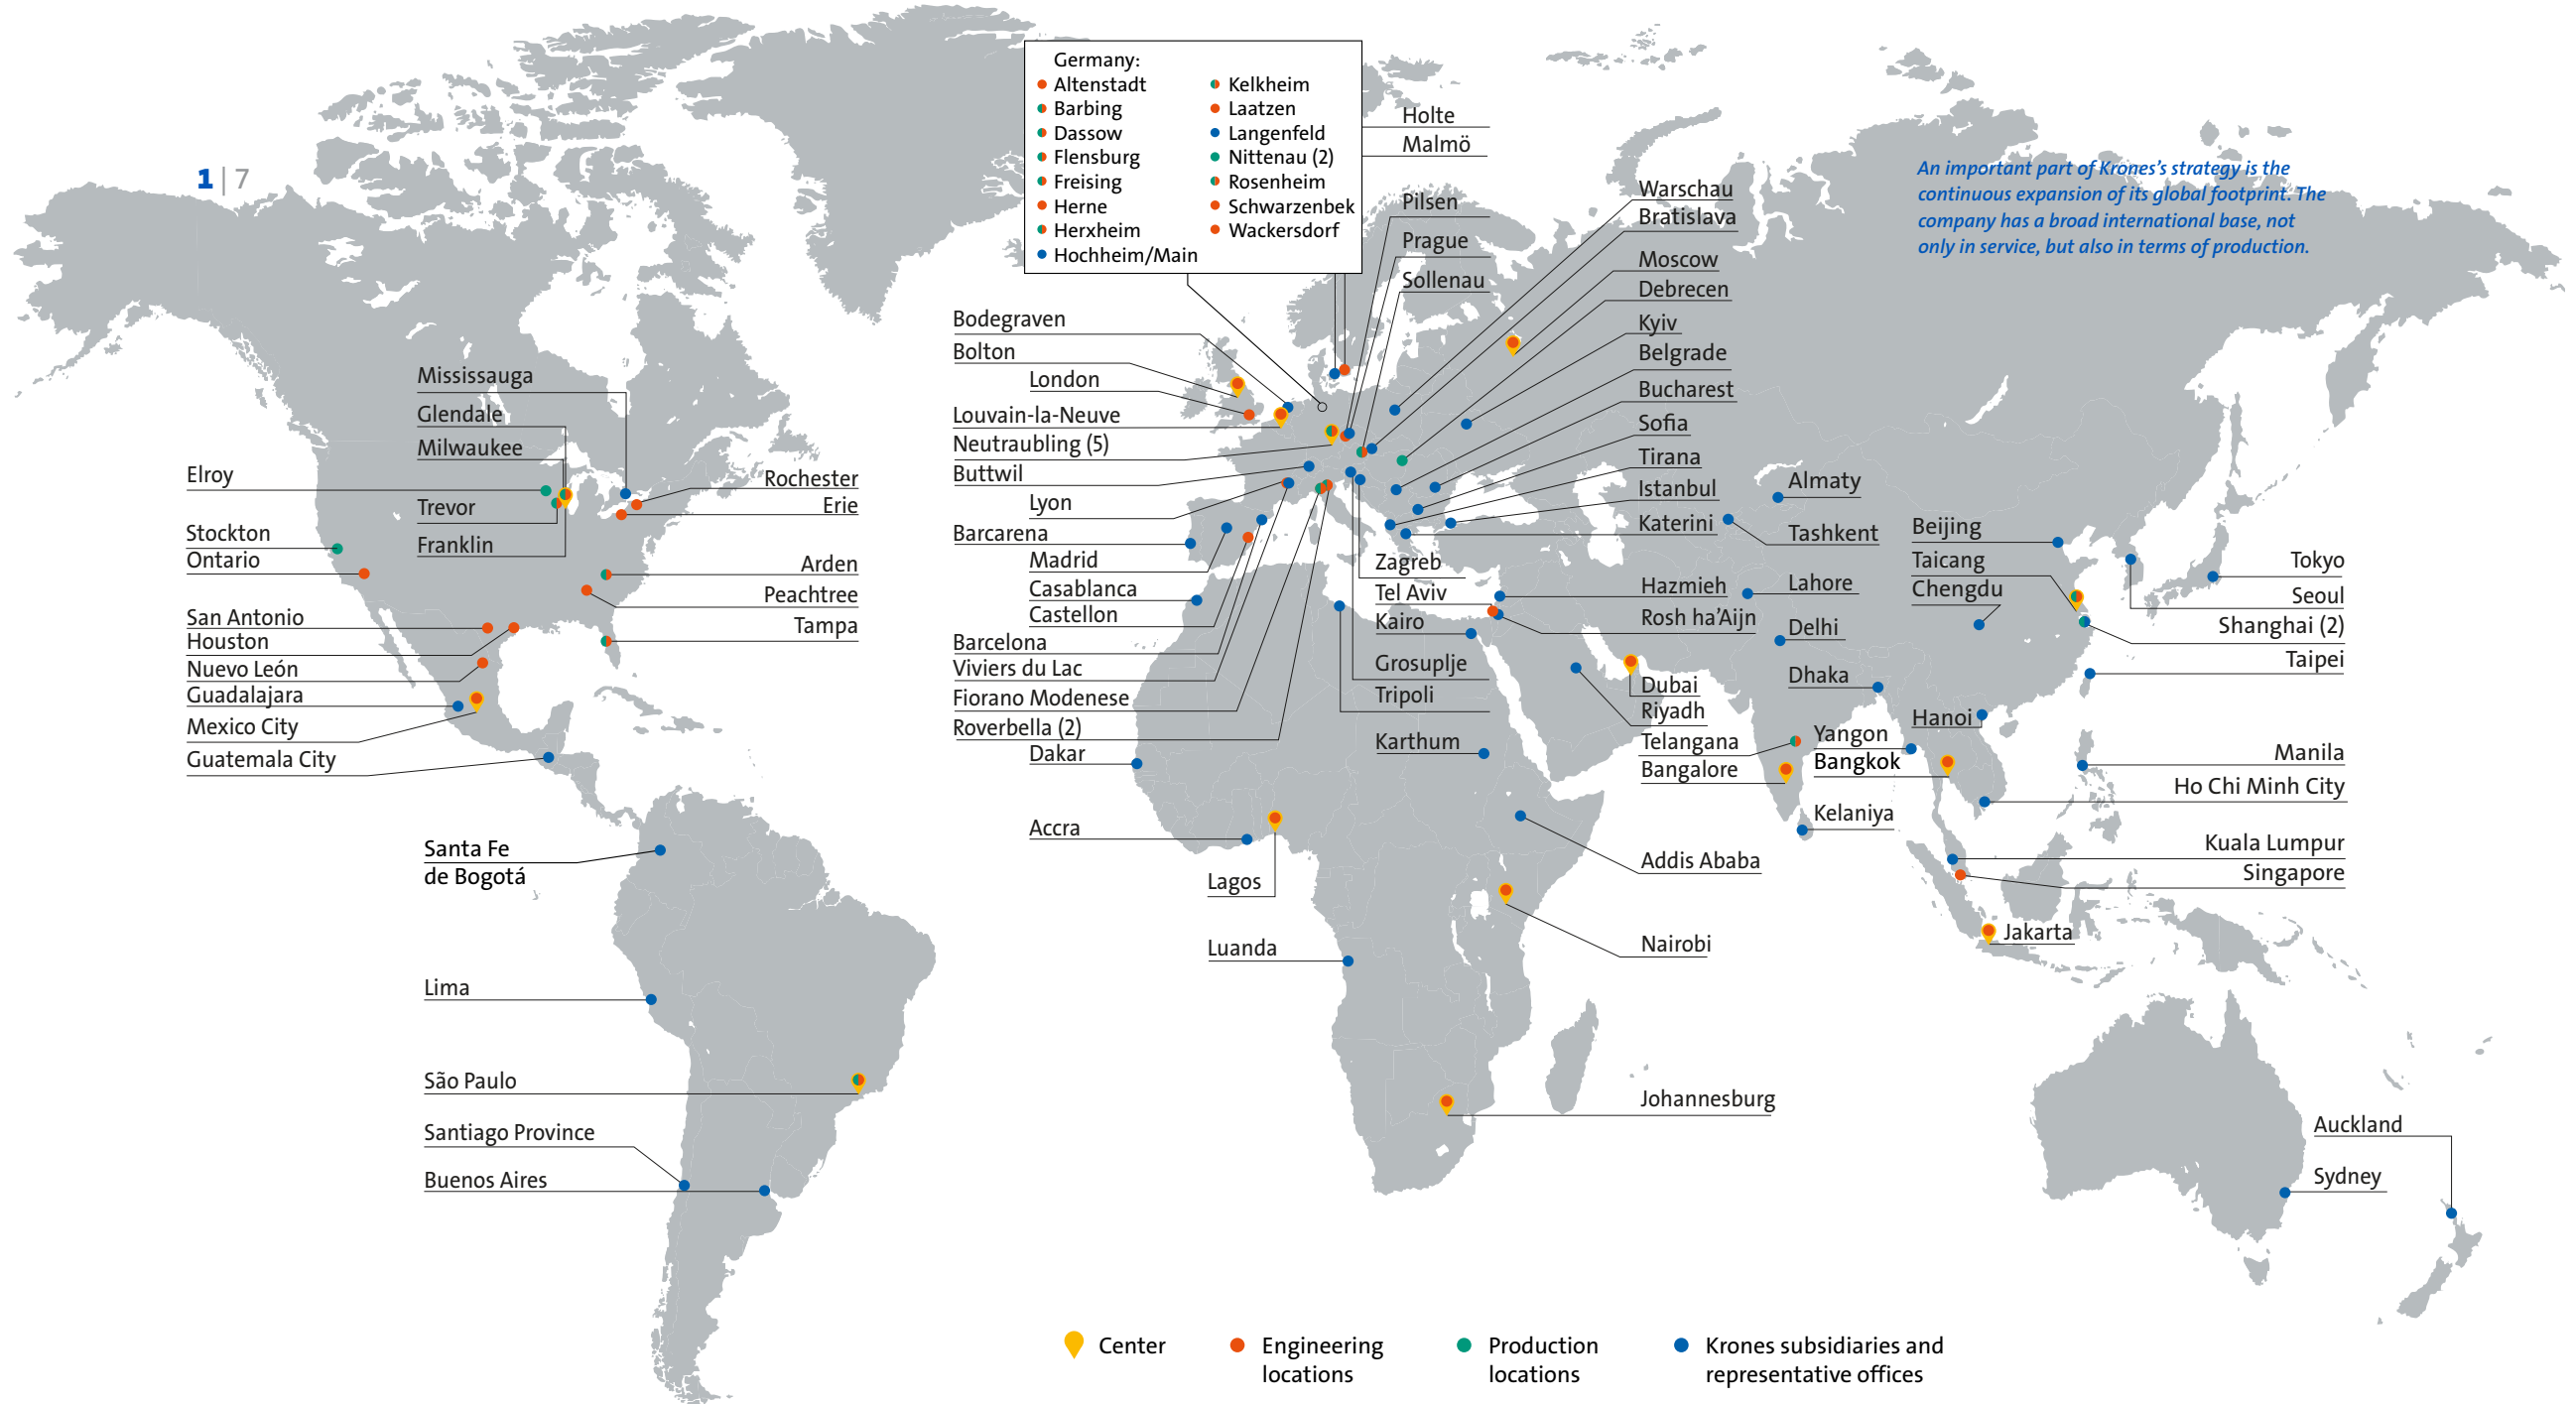 1 | 7
Germany:
Altenstadt
Barbing
Dassow
Flensburg
Freising
Herne
Herxheim
Hochheim/Main
Kelkheim
Laatzen
Langenfeld
Nittenau (2)
Rosenheim
Schwarzenbek
Wackersdorf
An important part of Krones’s strategy is the
continuous expansion of its global footprint. The
company has a broad international base, not
only in service, but also in terms of production.
Holte
Malmö
Pilsen
Prague
Sollenau
Warschau
Bratislava
Moscow
Debrecen
Kyiv
Belgrade
Bucharest
Sofia
Tirana
Istanbul
Katerini
Bodegraven
Bolton
London
Louvain-la-Neuve
Neutraubling (5)
Buttwil
Lyon
Barcarena
Madrid
Casablanca
Castellon
Barcelona
Viviers du Lac
Fiorano Modenese
Roverbella (2)
Dakar
Accra
Lagos
Luanda
Mississauga
Glendale
Milwaukee
Trevor
Franklin
Elroy
Stockton
Ontario
San Antonio
Houston
Nuevo León
Guadalajara
Mexico City
Guatemala City
Rochester
Erie
Arden
Peachtree
Tampa
Santa Fe
de Bogotá
Lima
São Paulo
Santiago Province
Buenos Aires
Zagreb
Tel Aviv
Kairo
Grosuplje
Tripoli
Karthum
Hazmieh
Rosh ha’Aijn
Dubai
Riyadh
Telangana
Bangalore
Addis Ababa
Nairobi
Johannesburg
Almaty
Tashkent
Lahore
Delhi
Dhaka
Yangon
Bangkok
Kelaniya
Beijing
Taicang
Chengdu
Hanoi
Jakarta
Tokyo
Seoul
Shanghai (2)
Taipei
Manila
Ho Chi Minh City
Kuala Lumpur
Singapore
Auckland
Sydney
Center
Engineering
locations
Production
locations
Krones subsidiaries and
representative offices